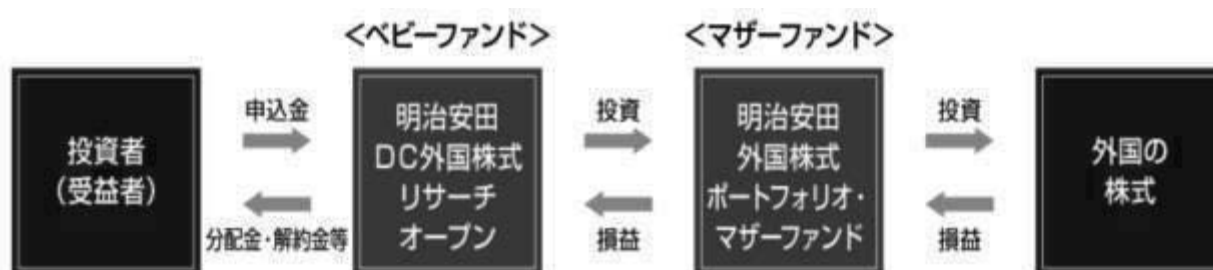 <ベビーファンド>
<マザーファンド>
投資者
(受益者)
申込金
分配金・解約金等
明治安田
DC外国株式
リサーチ
オープン
投資
損益
明治安田
外国株式
ポートフォリオ・
マザーファンド
投資
損益
外国の
株式